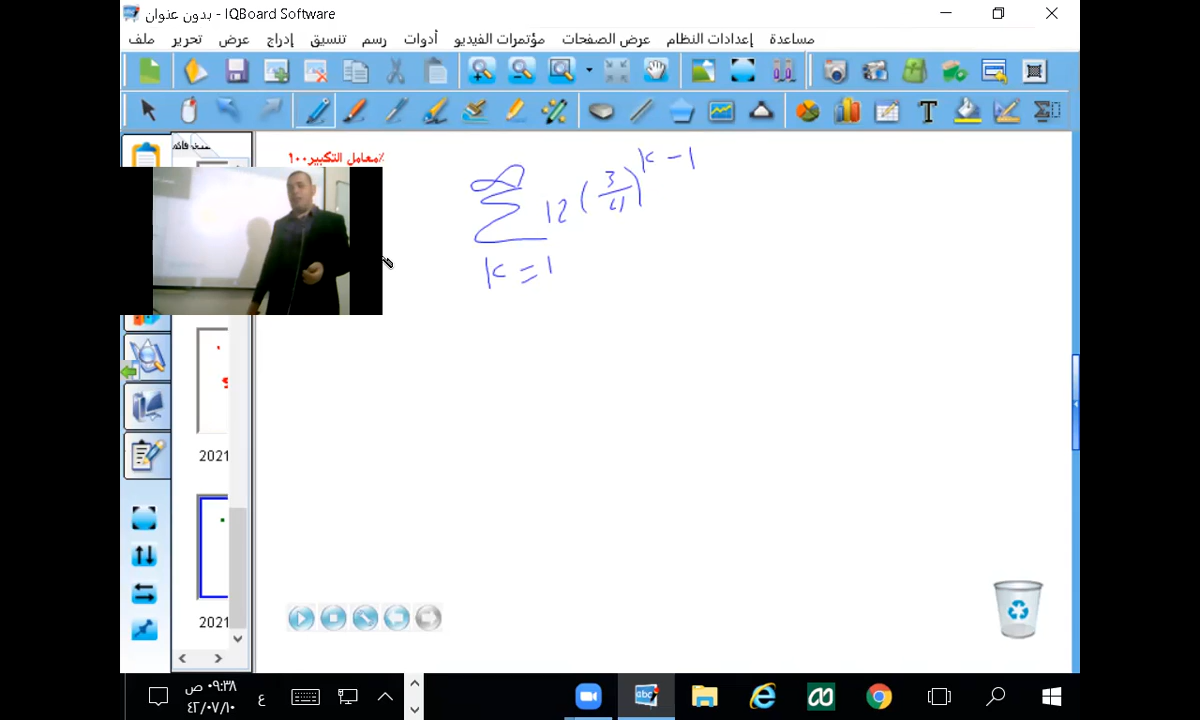 بدون عنوان - IQBoard Software
ملف تحرير عرض إدراج تنسيق رسم أدوات مؤتمرات الفيديو عرض الصفحات إعدادات النظام مساعدة
معامل التكبير١٠٠٪
∞
Σ 12 (3/4)^(k-1)
k=1
2021
2021
٠٩:٣٨ ص
٤٢/٠٧/١٠
ع